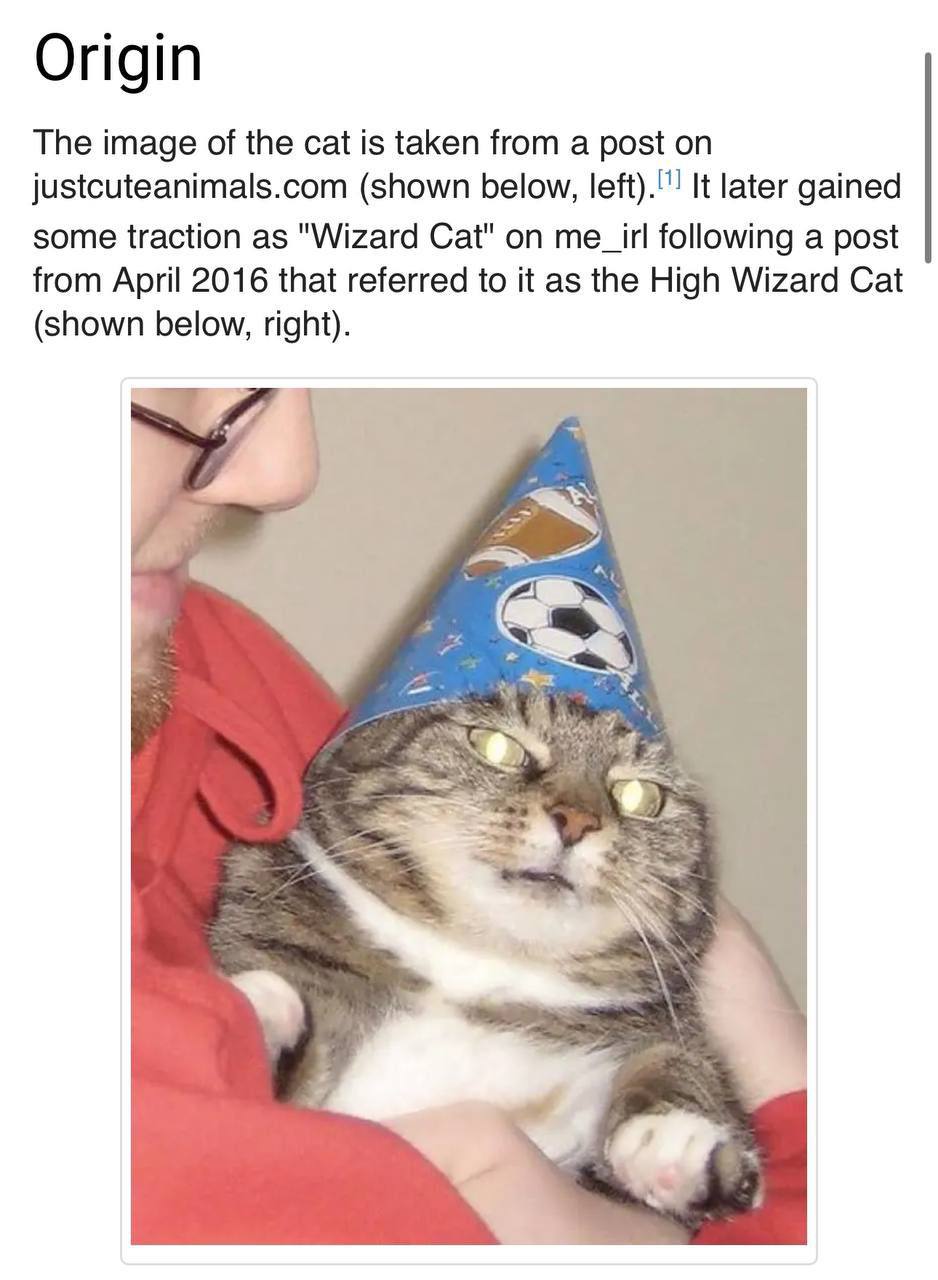 Origin
The image of the cat is taken from a post on
justcuteanimals.com (shown below, left).[1] It later gained
some traction as "Wizard Cat" on me_irl following a post
from April 2016 that referred to it as the High Wizard Cat
(shown below, right).